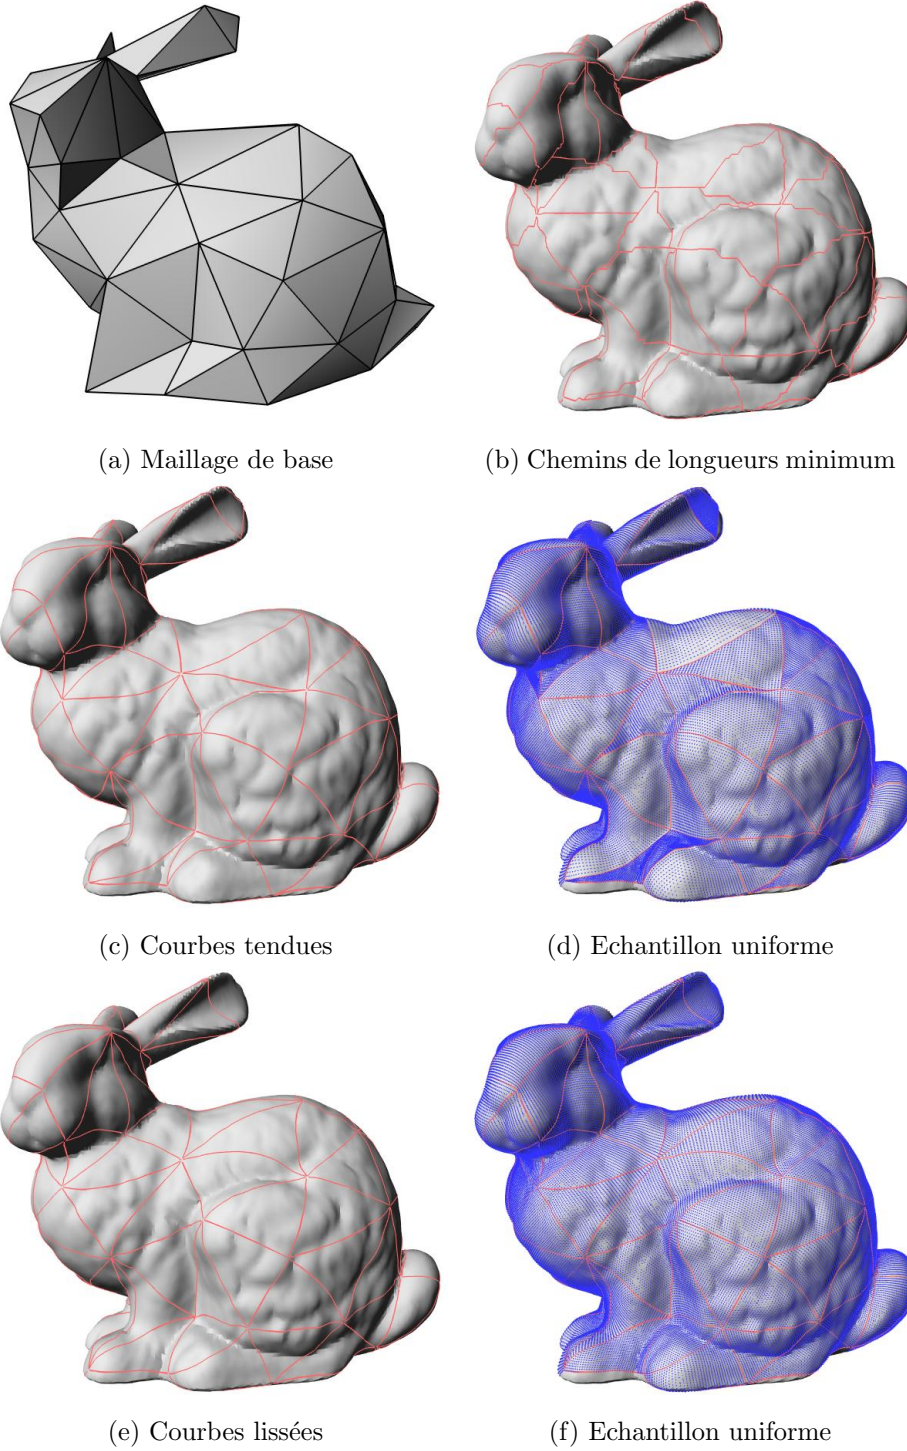 (a) Maillage de base
(b) Chemins de longueurs minimum
(c) Courbes tendues
(d) Echantillon uniforme
(e) Courbes lissées
(f) Echantillon uniforme